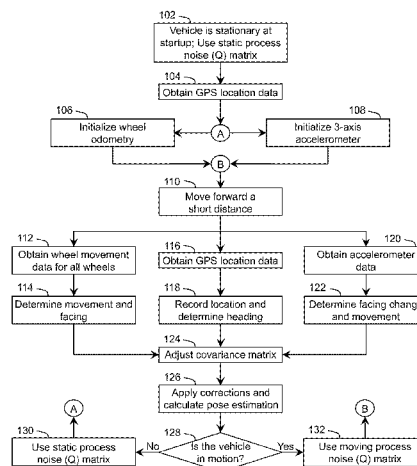 102
Vehicle is stationary at
startup; Use static process
noise (Q) matrix
104
Obtain GPS location data
106
108
Initialize wheel
odometry
A
Initialize 3-axis
accelerometer
B
110
Move forward a
short distance
112
116
120
Obtain wheel movement
data for all wheels
Obtain GPS location data
Obtain accelerometer
data
114
118
122
Determine movement and
facing
Record location and
determine heading
Determine facing change
and movement
124
Adjust covariance matrix
126
Apply corrections and
calculate pose estimation
A
B
130
128
132
No
Is the vehicle
in motion?
Yes
Use static process
noise (Q) matrix
Use moving process
noise (Q) matrix